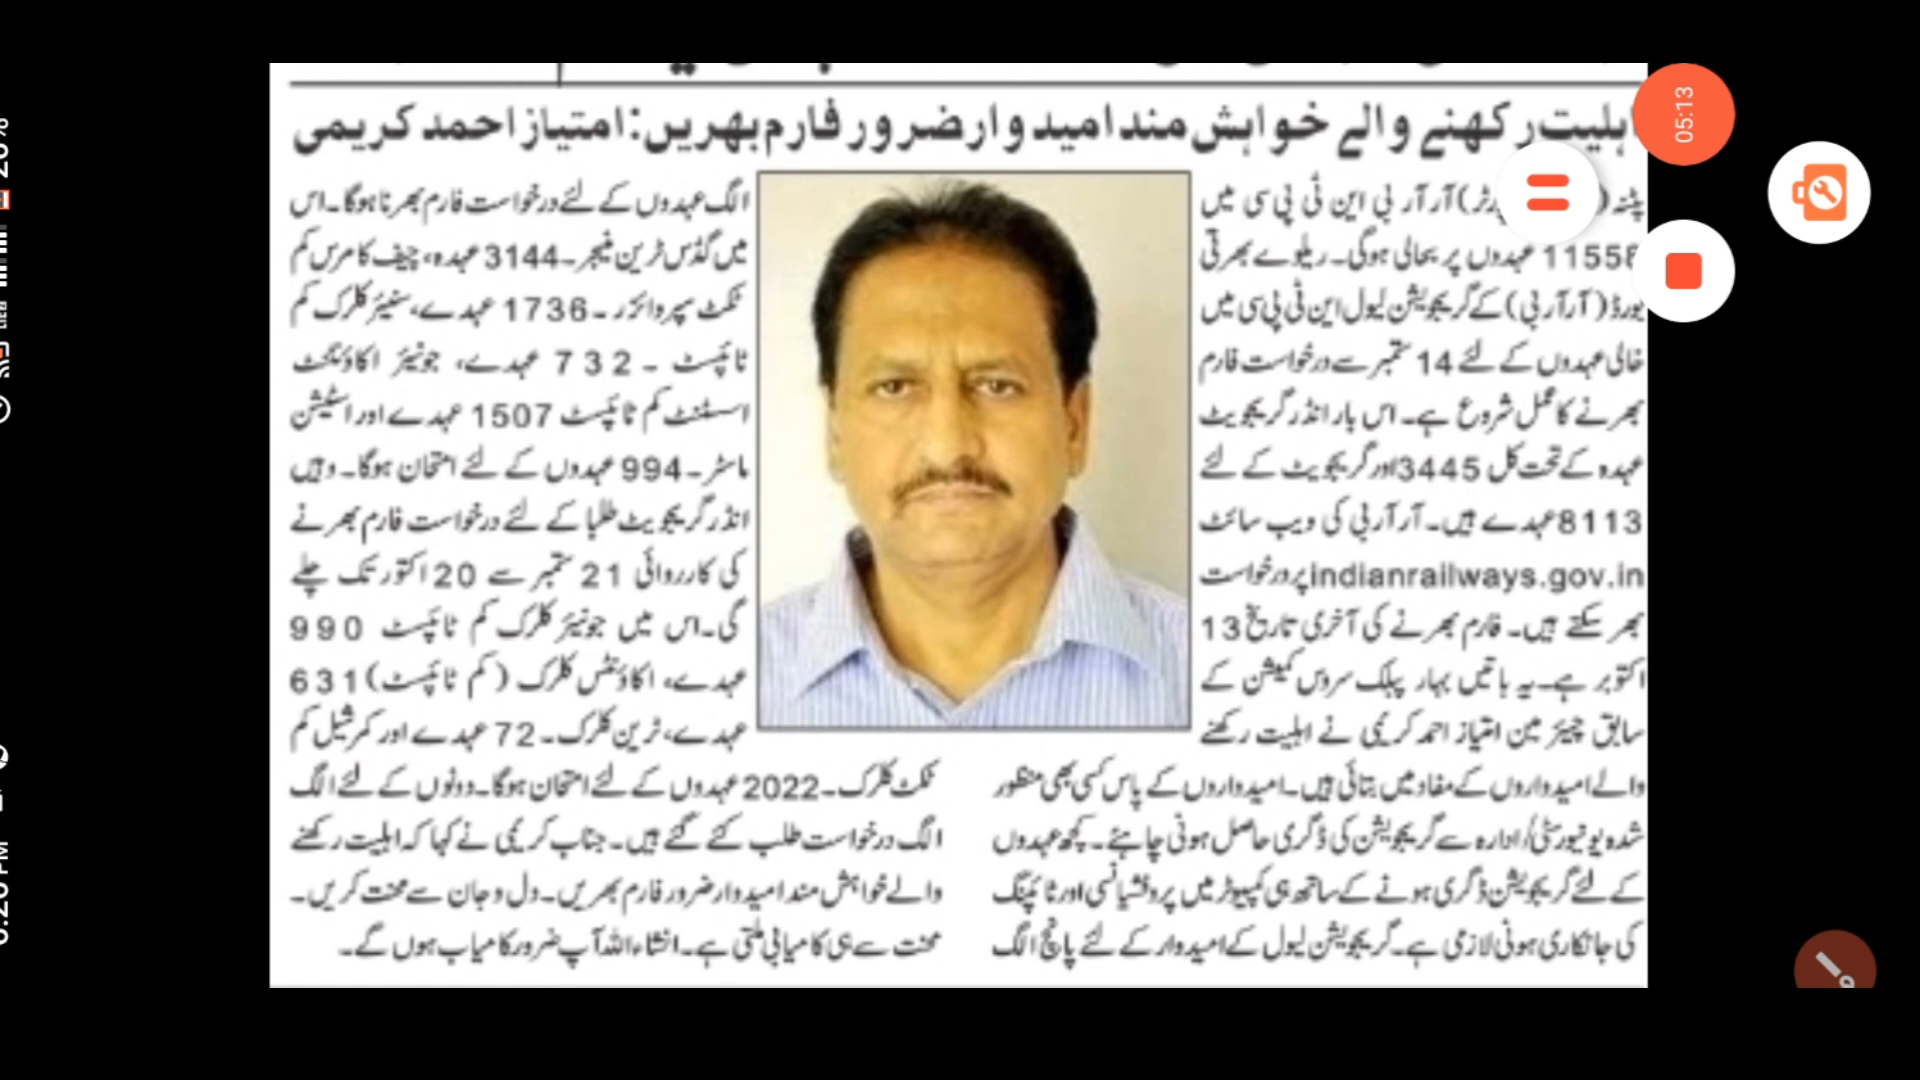 اہلیت رکھنے والے خواہش مند امیدوار ضرور فارم بھریں: امتیاز احمد کریمی
پٹنہ ( رٹر) آر آر بی این ٹی پی سی میں
11558 عہدوں پر بحالی ہوگی۔ ریلوے بھرتی
بورڈ (آر آر بی) کے گریجویشن لیول این ٹی پی سی میں
خالی عہدوں کے لئے 14 ستمبر سے درخواست فارم
بھرنے کا عمل شروع ہے۔ اس بار انڈر گریجویٹ
عہدہ کے تحت کل 3445 اور گریجویٹ کے لئے
8113 عہدے ہیں۔ آر آر بی کی ویب سائٹ
indianrailways.gov.in پر درخواست
بھر سکتے ہیں۔ فارم بھرنے کی آخری تاریخ 13
اکتوبر ہے۔ یہ باتیں بہار پبلک سروس کمیشن کے
سابق چیئر مین امتیاز احمد کریمی نے اہلیت رکھنے
والے امیدواروں کے مفاد میں بتائی ہیں۔ امیدواروں کے پاس کسی بھی منظور
شدہ یونیورسٹی/ادارہ سے گریجویشن کی ڈگری حاصل ہونی چاہئے۔ کچھ عہدوں
کے لئے گریجویشن ڈگری ہونے کے ساتھ ہی کمپیوٹر میں پروفشیانسی اور ٹائپنگ
کی جانکاری ہونی لازمی ہے۔ گریجویشن لیول کے امیدوار کے لئے پانچ الگ
الگ عہدوں کے لئے درخواست فارم بھرنا ہوگا۔ اس
میں گڈس ٹرین منیجر۔ 3144 عہدہ، چیف کامرس کم
ٹکٹ سپروائزر۔ 1736 عہدے، سنیئر کلرک کم
ٹائپسٹ ۔ 732 عہدے، جونیئر اکاؤنٹ
اسسٹنٹ کم ٹائپسٹ 1507 عہدے اور اسٹیشن
ماسٹر۔ 994 عہدوں کے لئے امتحان ہوگا۔ وہیں
انڈر گریجویٹ طلبا کے لئے درخواست فارم بھرنے
کی کارروائی 21 ستمبر سے 20 اکتور تک چلے
گی۔ اس میں جونیئر کلرک کم ٹائپسٹ 990
عہدے، اکاؤنٹس کلرک (کم ٹائپسٹ) 631
عہدے، ٹرین کلرک۔ 72 عہدے اور کمرشیل کم
ٹکٹ کلرک۔ 2022 عہدوں کے لئے امتحان ہوگا۔ دونوں کے لئے الگ
الگ درخواست طلب کئے گئے ہیں۔ جناب کریمی نے کہا کہ اہلیت رکھنے
والے خواہش مند امیدوار ضرور فارم بھریں۔ دل و جان سے محنت کریں۔
محنت سے ہی کامیابی ملتی ہے۔ انشاء اللہ آپ ضرور کامیاب ہوں گے۔
05:13